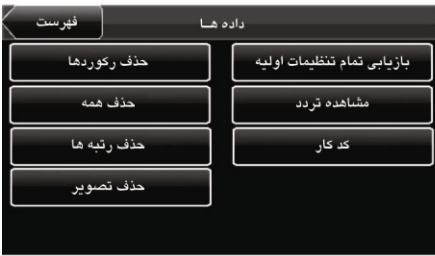 داده هـا
فهرست
بازیابی تمام تنظیمات اولیه
حذف رکوردها
مشاهده تردد
حذف همه
کد کار
حذف رتبه ها
حذف تصویر